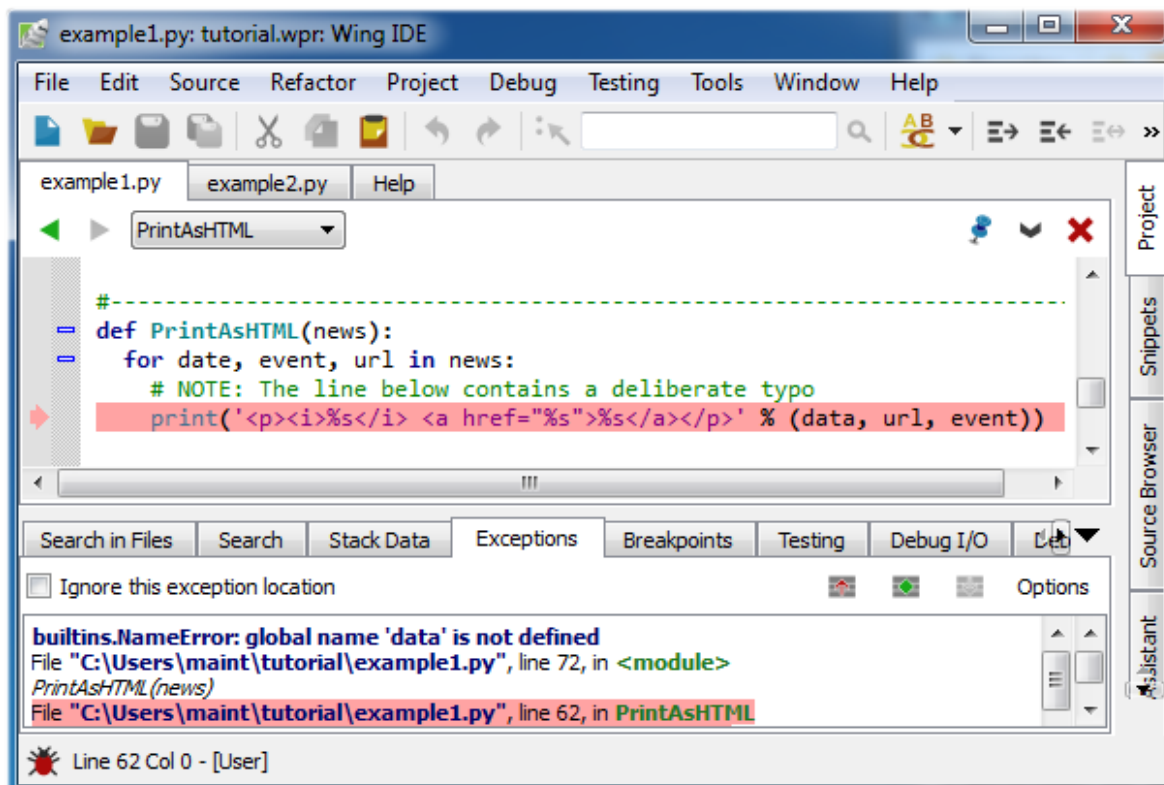 example1.py: tutorial.wpr: Wing IDE
File Edit Source Refactor Project Debug Testing Tools Window Help
example1.py example2.py Help
PrintAsHTML
#-----------------------------------------------------------------------
def PrintAsHTML(news):
for date, event, url in news:
# NOTE: The line below contains a deliberate typo
print('<p><i>%s</i> <a href="%s">%s</a></p>' % (data, url, event))
Search in Files Search Stack Data Exceptions Breakpoints Testing Debug I/O
Ignore this exception location Options
builtins.NameError: global name 'data' is not defined
File "C:\Users\maint\tutorial\example1.py", line 72, in <module>
PrintAsHTML(news)
File "C:\Users\maint\tutorial\example1.py", line 62, in PrintAsHTML
Line 62 Col 0 - [User]
Project
Snippets
Source Browser